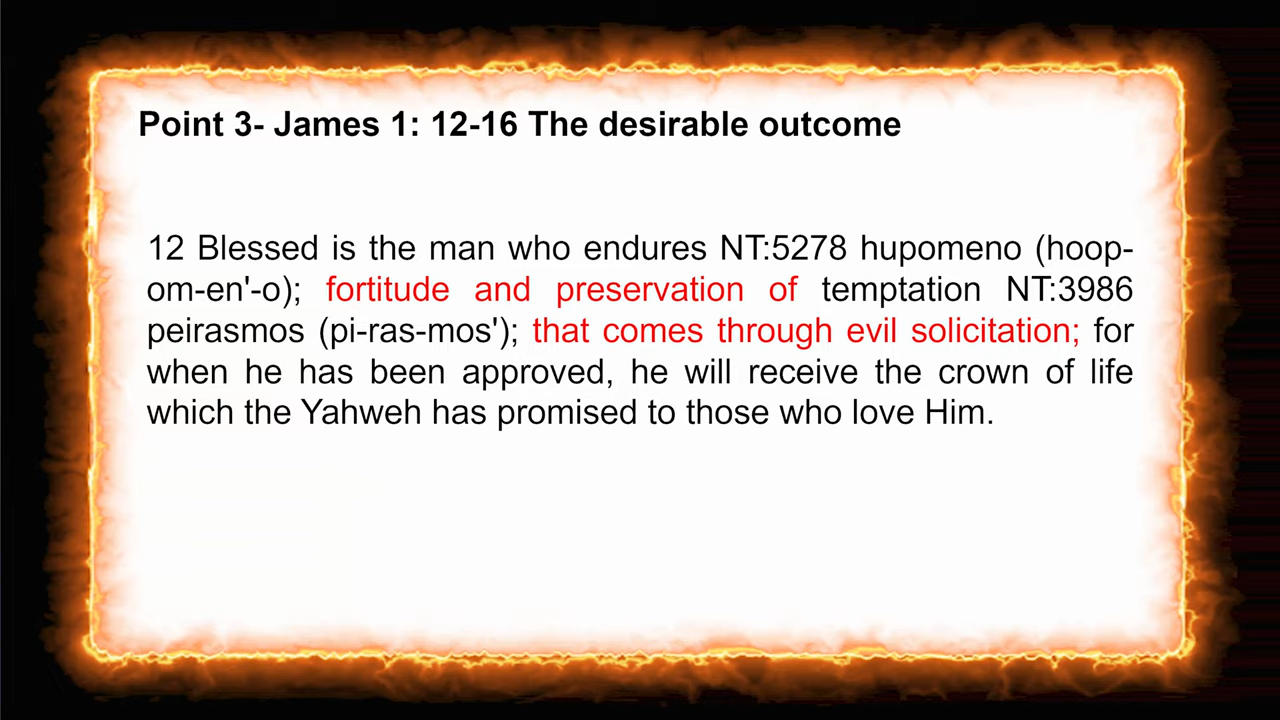 Point 3- James 1: 12-16 The desirable outcome
12 Blessed is the man who endures NT:5278 hupomeno (hoop-
om-en'-o); fortitude and preservation of temptation NT:3986
peirasmos (pi-ras-mos'); that comes through evil solicitation; for
when he has been approved, he will receive the crown of life
which the Yahweh has promised to those who love Him.